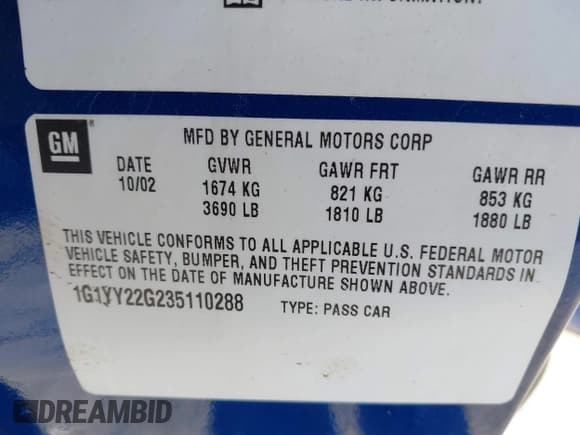 GM
MFD BY GENERAL MOTORS CORP
DATE GVWR GAWR FRT GAWR RR
10/02 1674 KG 821 KG 853 KG
3690 LB 1810 LB 1880 LB
THIS VEHICLE CONFORMS TO ALL APPLICABLE U.S. FEDERAL MOTOR
VEHICLE SAFETY, BUMPER, AND THEFT PREVENTION STANDARDS IN
EFFECT ON THE DATE OF MANUFACTURE SHOWN ABOVE.
1G1YY22G235110288 TYPE: PASS CAR
DREAMBID